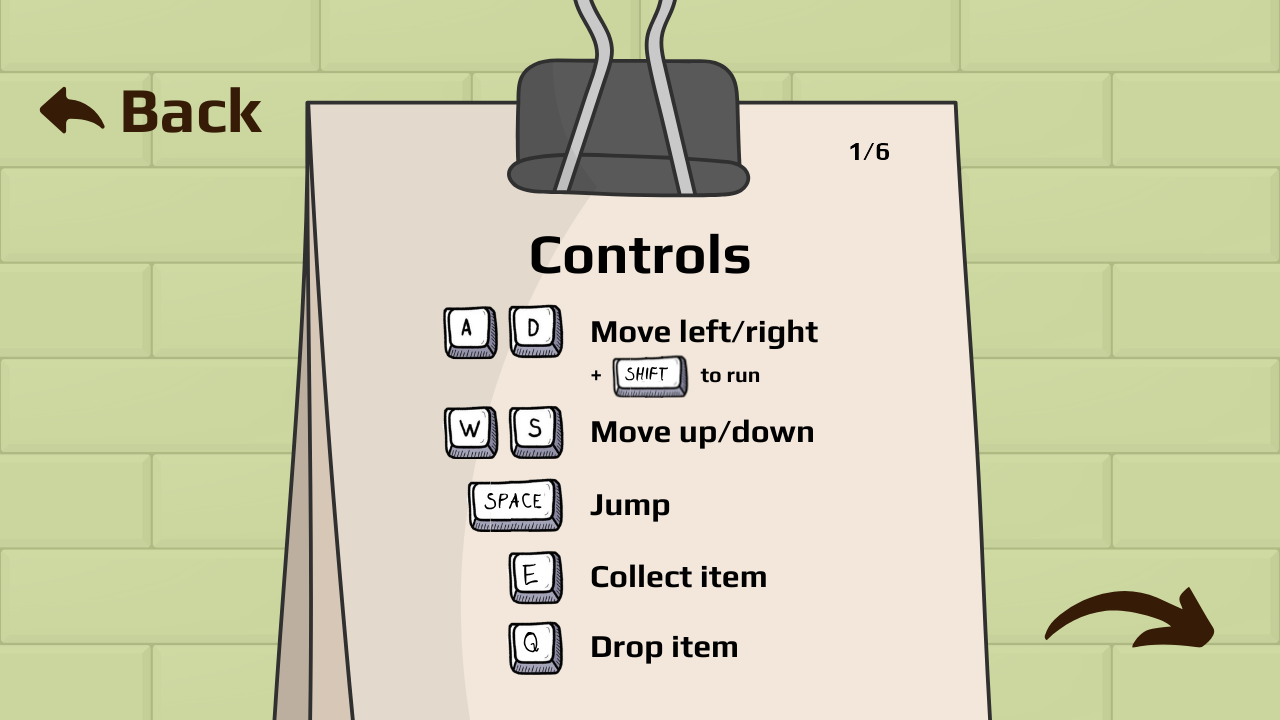 Back
1/6
Controls
A D Move left/right
+ SHIFT to run
W S Move up/down
SPACE Jump
E Collect item
Q Drop item